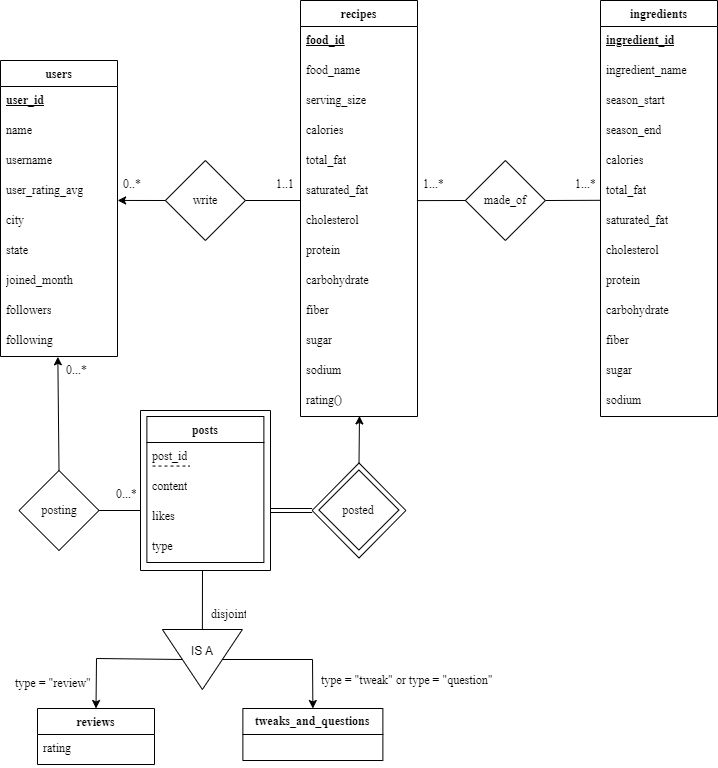 recipes
food_id
food_name
serving_size
calories
total_fat
saturated_fat
cholesterol
protein
carbohydrate
fiber
sugar
sodium
rating()
ingredients
ingredient_id
ingredient_name
season_start
season_end
calories
total_fat
saturated_fat
cholesterol
protein
carbohydrate
fiber
sugar
sodium
users
user_id
name
username
user_rating_avg
city
state
joined_month
followers
following
0..*
write
1..1
1...*
made_of
1...*
0...*
posting
0...*
posts
post_id
content
likes
type
posted
disjoint
IS A
type = "review"
type = "tweak" or type = "question"
reviews
rating
tweaks_and_questions